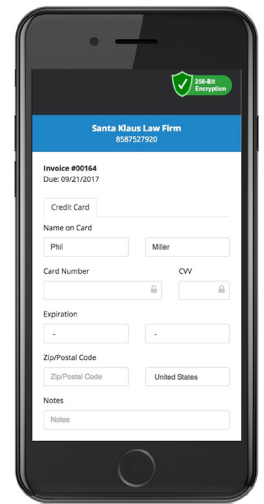 256-Bit
Encryption
Santa Klaus Law Firm
8587527920
Invoice #00164
Due: 09/21/2017
Credit Card
Name on Card
Phil Miller
Card Number CVV
Expiration
- -
Zip/Postal Code
Zip/Postal Code United States
Notes
Notes